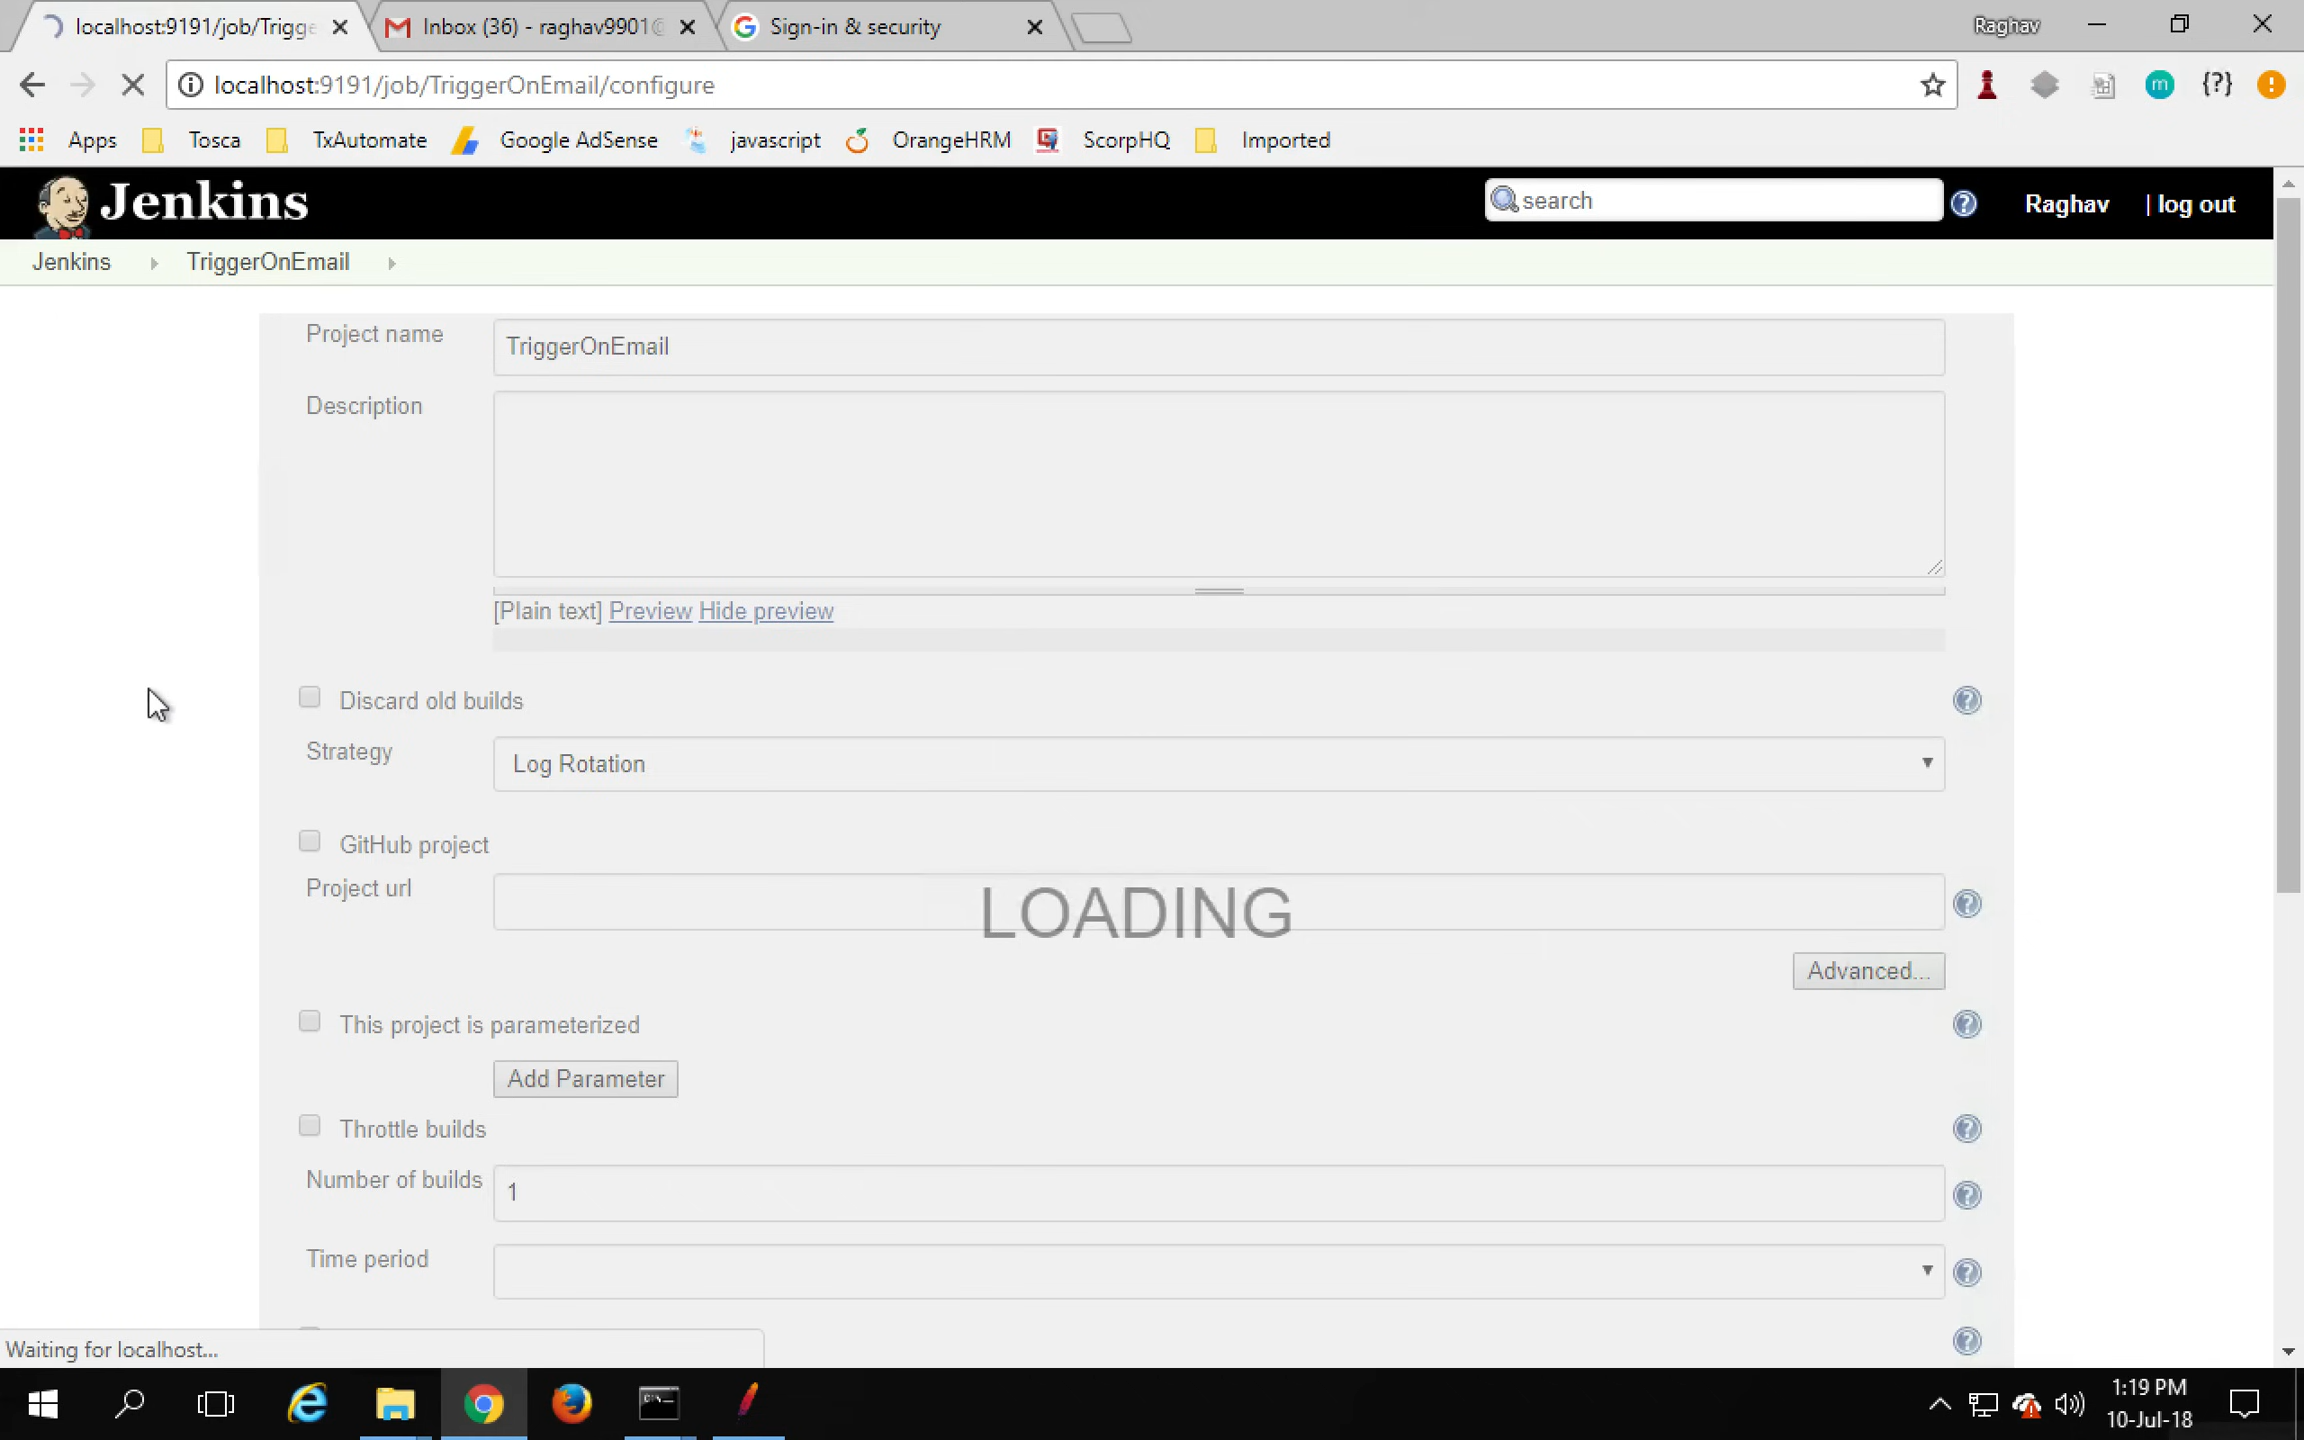 localhost:9191/job/Trigge
Inbox (36) - raghav9901@
Sign-in & security
Raghav
localhost:9191/job/TriggerOnEmail/configure
m
{?}
Apps
Tosca
TxAutomate
Google AdSense
javascript
OrangeHRM
ScorpHQ
Imported
Jenkins
search
Raghav
| log out
Jenkins
TriggerOnEmail
Project name
TriggerOnEmail
Description
[Plain text] Preview Hide preview
Discard old builds
Strategy
Log Rotation
GitHub project
Project url
LOADING
Advanced...
This project is parameterized
Add Parameter
Throttle builds
Number of builds
1
Time period
Waiting for localhost...
1:19 PM
10-Jul-18